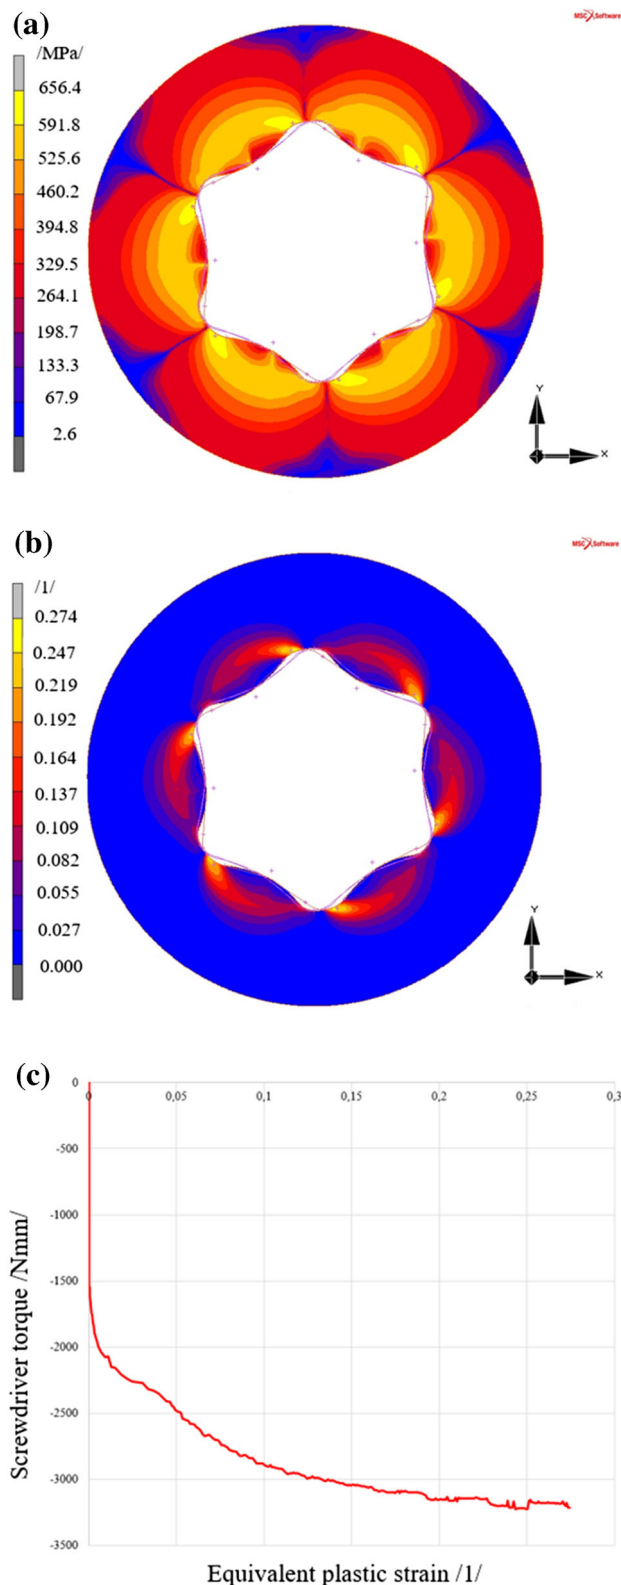 (a)
MSC Software
/MPa/
656.4
591.8
525.6
460.2
394.8
329.5
264.1
198.7
133.3
67.9
2.6
Y
X
(b)
MSC Software
/1/
0.274
0.247
0.219
0.192
0.164
0.137
0.109
0.082
0.055
0.027
0.000
Y
X
(c)
0
0 0,05 0,1 0,15 0,2 0,25 0,3
-500
-1000
-1500
-2000
-2500
-3000
-3500
Screwdriver torque /Nmm/
Equivalent plastic strain /1/